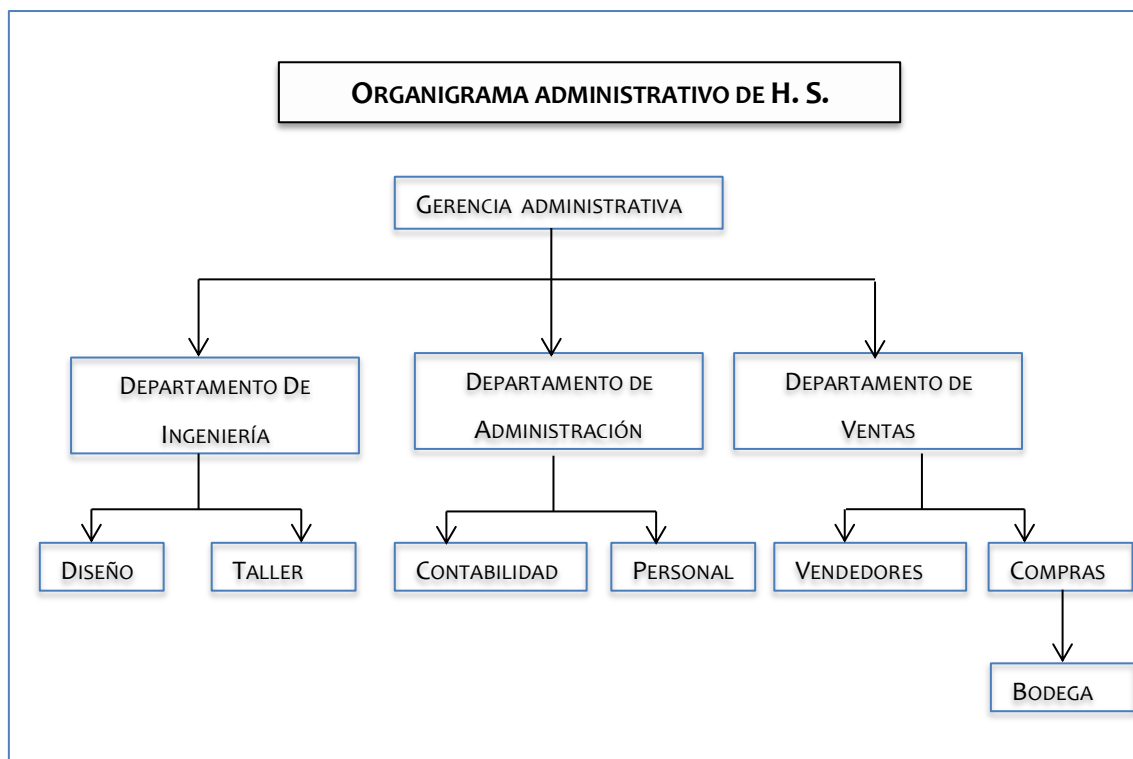 ORGANIGRAMA ADMINISTRATIVO DE H. S.
GERENCIA ADMINISTRATIVA
DEPARTAMENTO DE
INGENIERÍA
DEPARTAMENTO DE
ADMINISTRACIÓN
DEPARTAMENTO DE
VENTAS
DISEÑO
TALLER
CONTABILIDAD
PERSONAL
VENDEDORES
COMPRAS
BODEGA